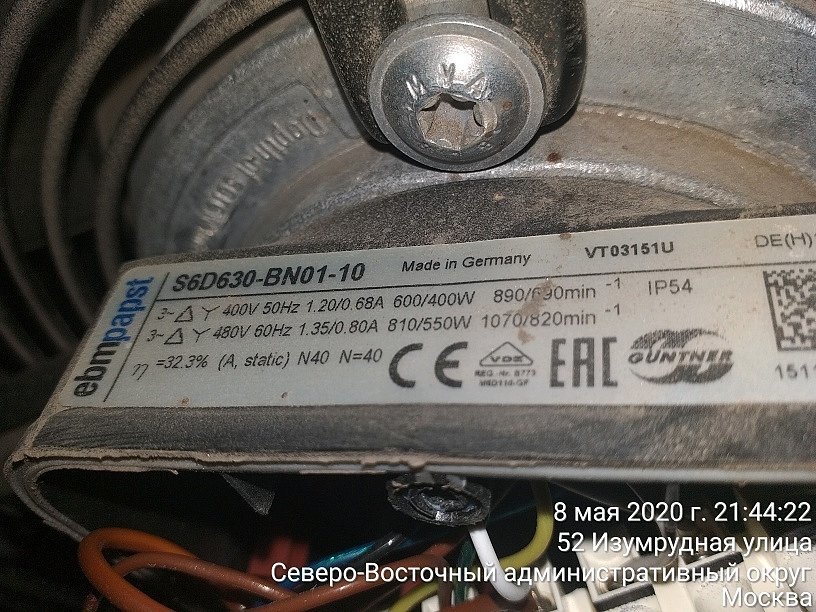 S6D630-BN01-10 Made in Germany VT03151U DE(H)
3~ △ Y 400V 50Hz 1.20/0.68A 600/400W 890/690min⁻¹ IP54
3~ △ Y 480V 60Hz 1.35/0.80A 810/550W 1070/820min⁻¹
η =32.3% (A, static) N40 N=40
ebmpapst
CE
VDE
REG.-Nr. B773
EAC
GÜNTNER
1511
8 мая 2020 г. 21:44:22
52 Изумрудная улица
Северо-Восточный административный округ
Москва